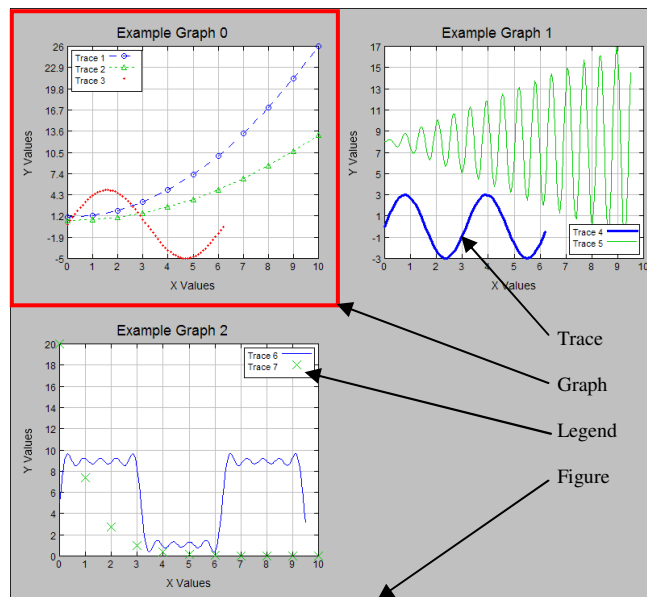 Example Graph 0
Trace 1
Trace 2
Trace 3
Y Values
26
22.9
19.8
16.7
13.6
10.5
7.4
4.3
1.2
-1.9
-5
0 1 2 3 4 5 6 7 8 9 10
X Values
Example Graph 1
Y Values
17
15
13
11
9
7
5
3
1
-1
-3
Trace 4
Trace 5
0 1 2 3 4 5 6 7 8 9 10
X Values
Trace
Graph
Legend
Figure
Example Graph 2
Trace 6
Trace 7
Y Values
20
18
16
14
12
10
8
6
4
2
0
0 1 2 3 4 5 6 7 8 9 10
X Values